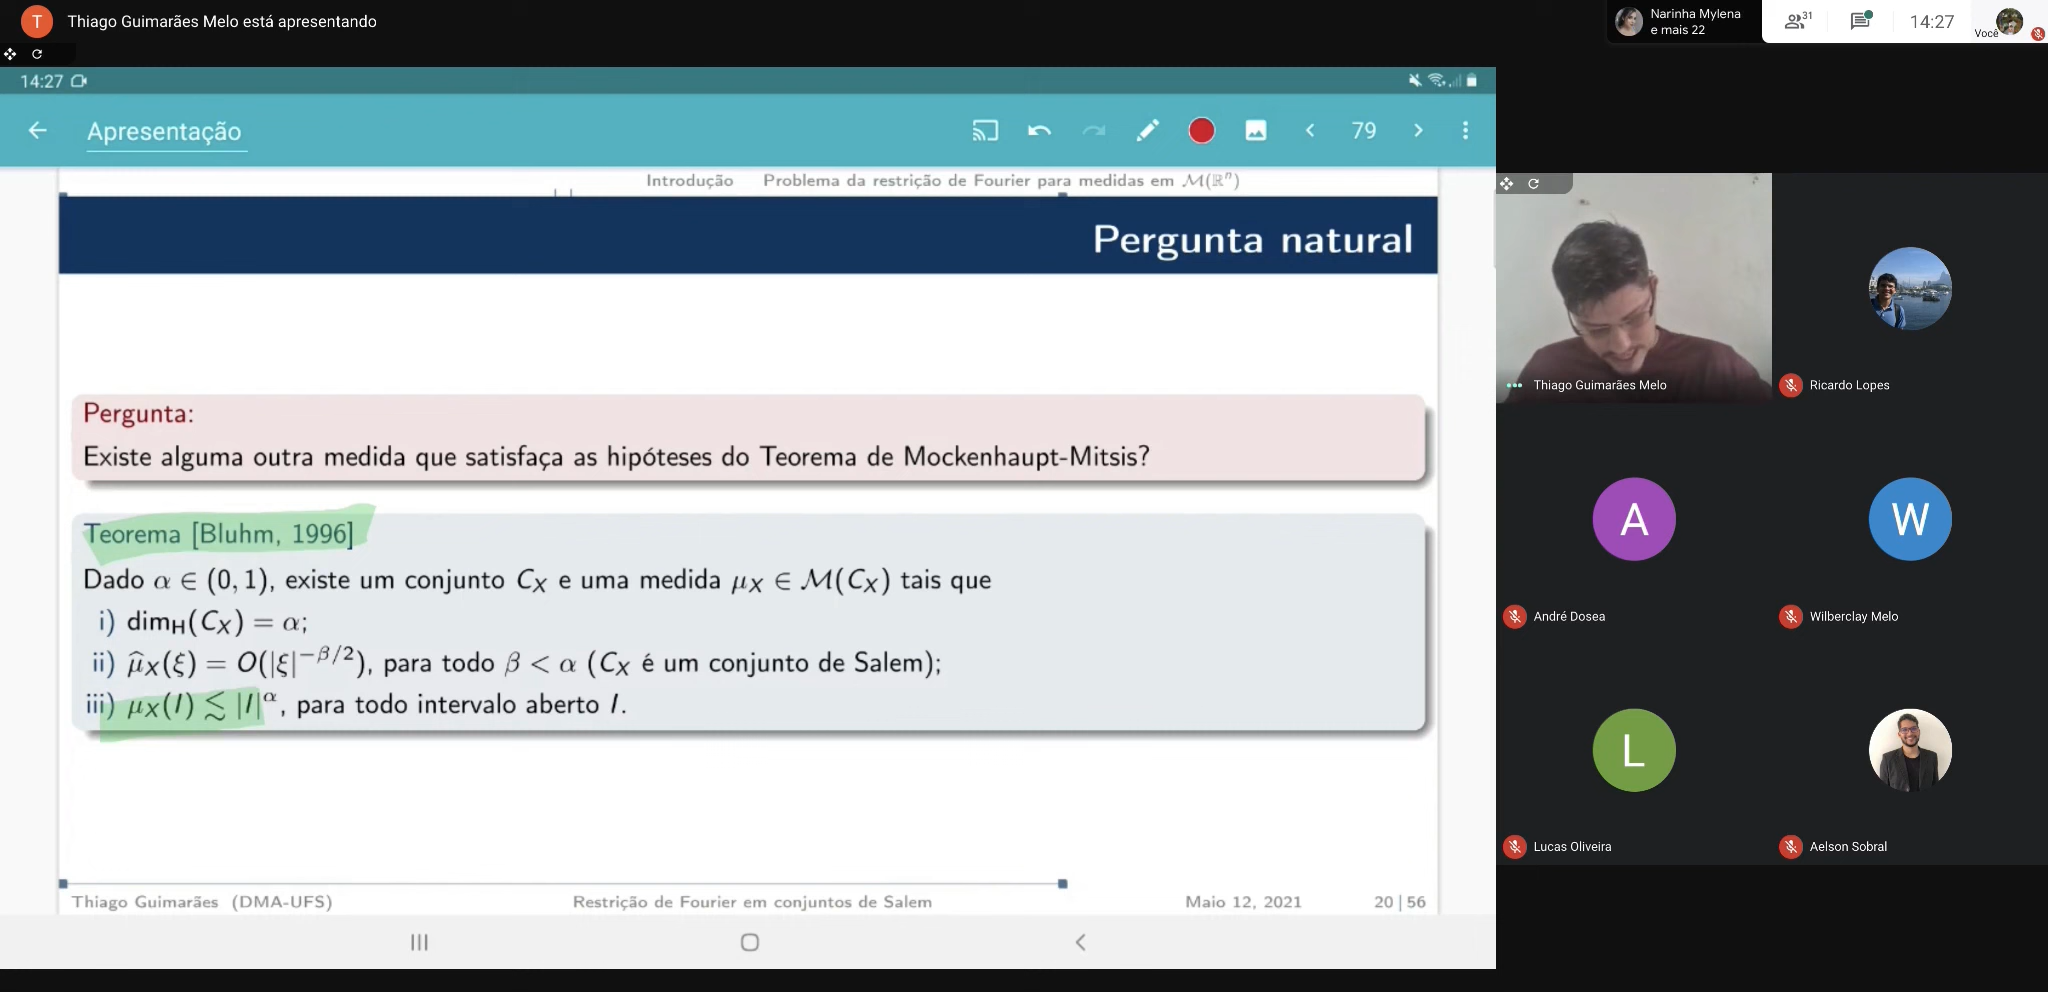 T Thiago Guimarães Melo está apresentando
Narinha Mylena
e mais 22
31
14:27
Você
14:27
Apresentação
79
Introdução Problema da restrição de Fourier para medidas em ℳ(ℝⁿ)
Pergunta natural
Pergunta:
Existe alguma outra medida que satisfaça as hipóteses do Teorema de Mockenhaupt-Mitsis?
Teorema [Bluhm, 1996]
Dado α ∈ (0, 1), existe um conjunto C_X e uma medida μ_X ∈ ℳ(C_X) tais que
i) dim_H(C_X) = α;
ii) μ̂_X(ξ) = O(|ξ|^{−β/2}), para todo β < α (C_X é um conjunto de Salem);
iii) μ_X(I) ≲ |I|^α, para todo intervalo aberto I.
Thiago Guimarães (DMA-UFS) Restrição de Fourier em conjuntos de Salem Maio 12, 2021 20 | 56
Thiago Guimarães Melo
Ricardo Lopes
A
W
André Dosea
Wilberclay Melo
L
Lucas Oliveira
Aelson Sobral